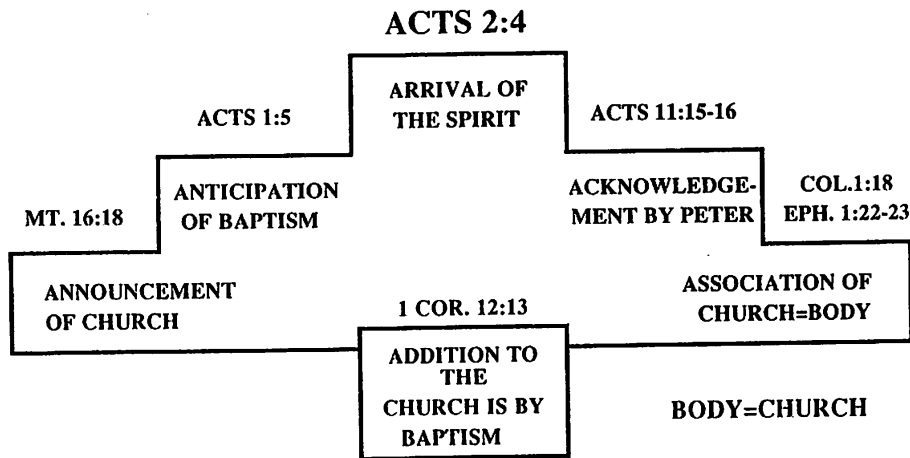 ACTS 2:4
ARRIVAL OF
THE SPIRIT
ACTS 1:5
ACTS 11:15-16
ANTICIPATION
OF BAPTISM
ACKNOWLEDGE-
MENT BY PETER
MT. 16:18
COL.1:18
EPH. 1:22-23
ANNOUNCEMENT
OF CHURCH
ASSOCIATION OF
CHURCH=BODY
1 COR. 12:13
ADDITION TO
THE
CHURCH IS BY
BAPTISM
BODY=CHURCH